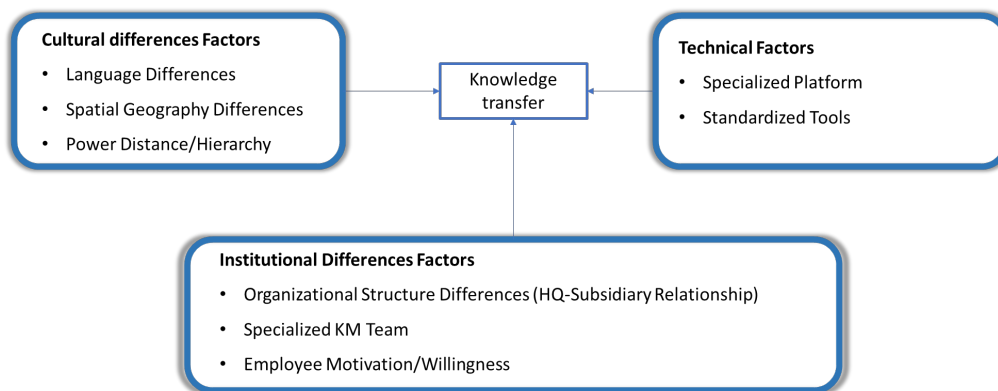 Cultural differences Factors
• Language Differences
• Spatial Geography Differences
• Power Distance/Hierarchy
Knowledge
transfer
Technical Factors
• Specialized Platform
• Standardized Tools
Institutional Differences Factors
• Organizational Structure Differences (HQ-Subsidiary Relationship)
• Specialized KM Team
• Employee Motivation/Willingness